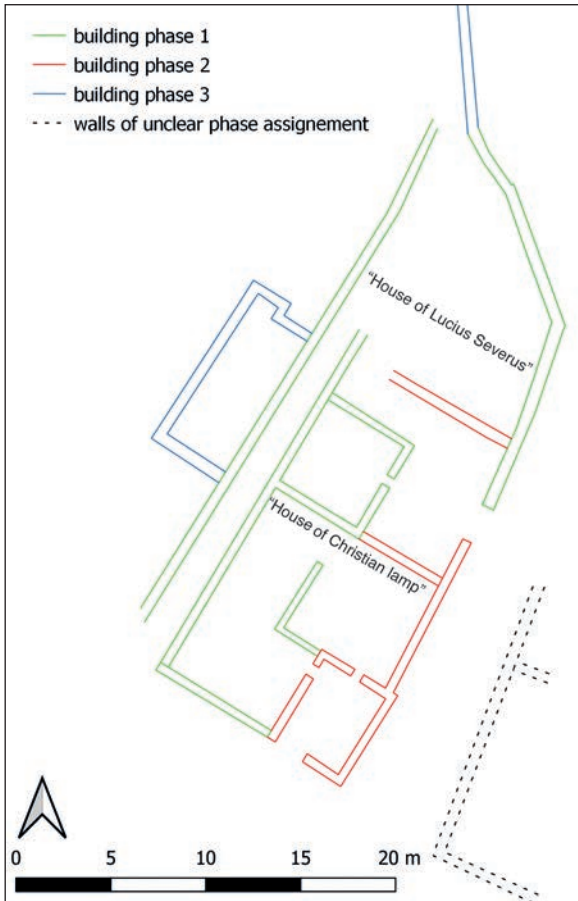 building phase 1
building phase 2
building phase 3
walls of unclear phase assignement
"House of Lucius Severus"
"House of Christian lamp"
0 5 10 15 20 m